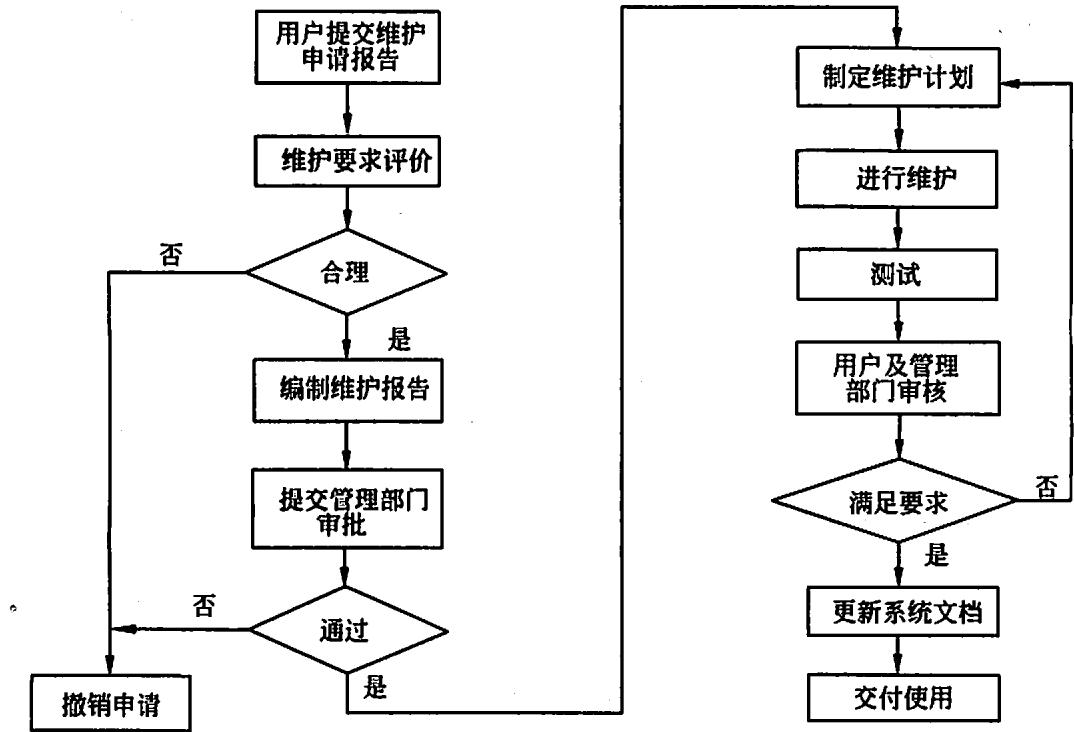 用户提交维护
申请报告
维护要求评价
否
合理
是
编制维护报告
提交管理部门
审批
否
通过
是
撤销申请
制定维护计划
进行维护
测试
用户及管理
部门审核
满足要求
否
是
更新系统文档
交付使用